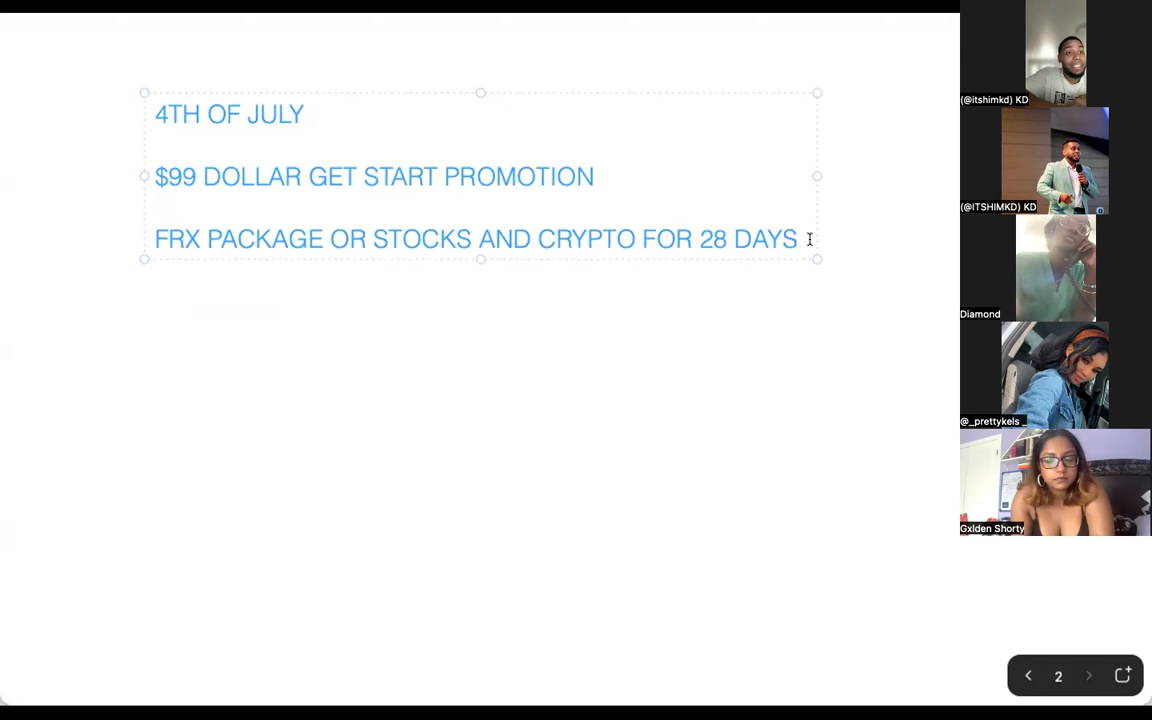 4TH OF JULY
$99 DOLLAR GET START PROMOTION
FRX PACKAGE OR STOCKS AND CRYPTO FOR 28 DAYS
(@itshimkd) KD
(@ITSHIMKD) KD
Diamond
@_prettykels_
Gxlden Shorty
2